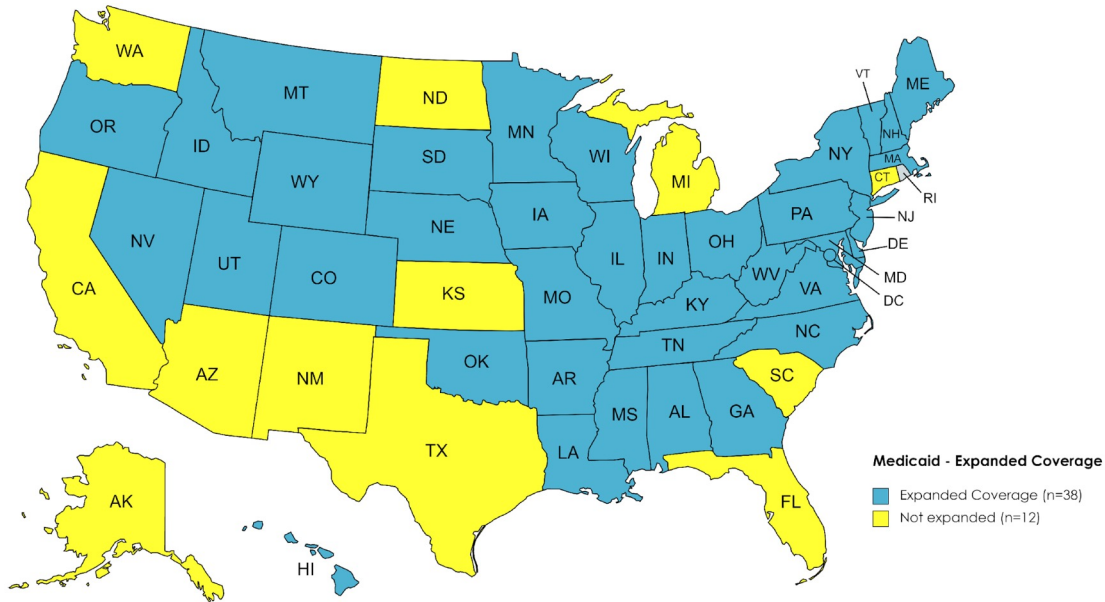 WA
MT
ND
MN
VT
ME
OR
ID
SD
WI
NY
NH
MA
WY
MI
CT
RI
IA
NE
PA
NJ
NV
OH
DE
UT
IL
IN
CO
WV
MD
CA
KS
MO
VA
DC
KY
NC
TN
OK
AZ
NM
AR
SC
MS
AL
GA
TX
LA
Medicaid - Expanded Coverage
Expanded Coverage (n=38)
AK
FL
Not expanded (n=12)
HI